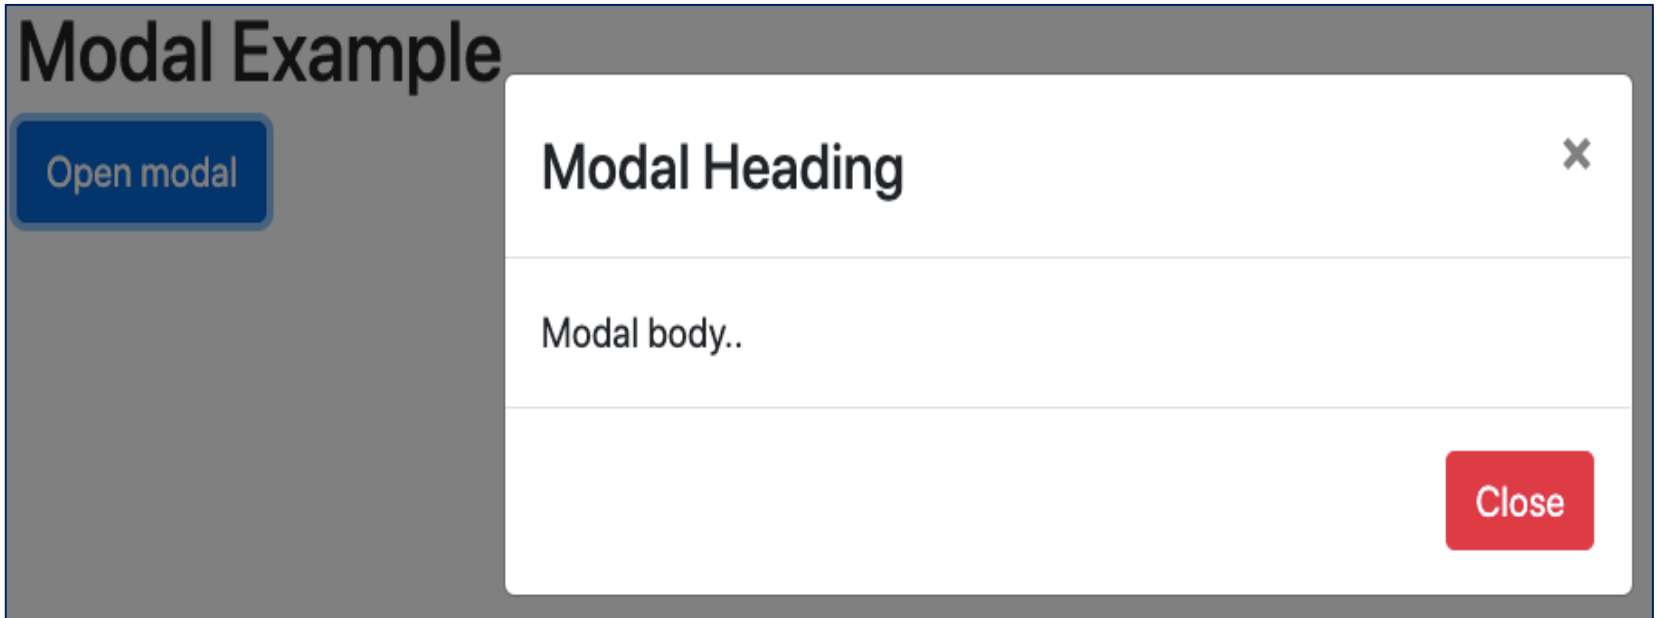 Modal Example
Open modal
Modal Heading ×
Modal body..
Close